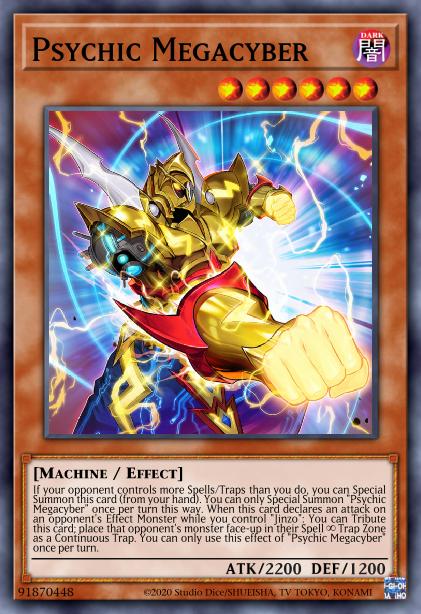 PSYCHIC MEGACYBER
DARK
闇
[MACHINE / EFFECT]
If your opponent controls more Spells/Traps than you do, you can Special
Summon this card (from your hand). You can only Special Summon "Psychic
Megacyber" once per turn this way. When this card declares an attack on
an opponent's Effect Monster while you control "Jinzo": You can Tribute
this card; place that opponent's monster face-up in their Spell ∞ Trap Zone
as a Continuous Trap. You can only use this effect of "Psychic Megacyber"
once per turn.
ATK/2200 DEF/1200
91870448
©2020 Studio Dice/SHUEISHA, TV TOKYO, KONAMI